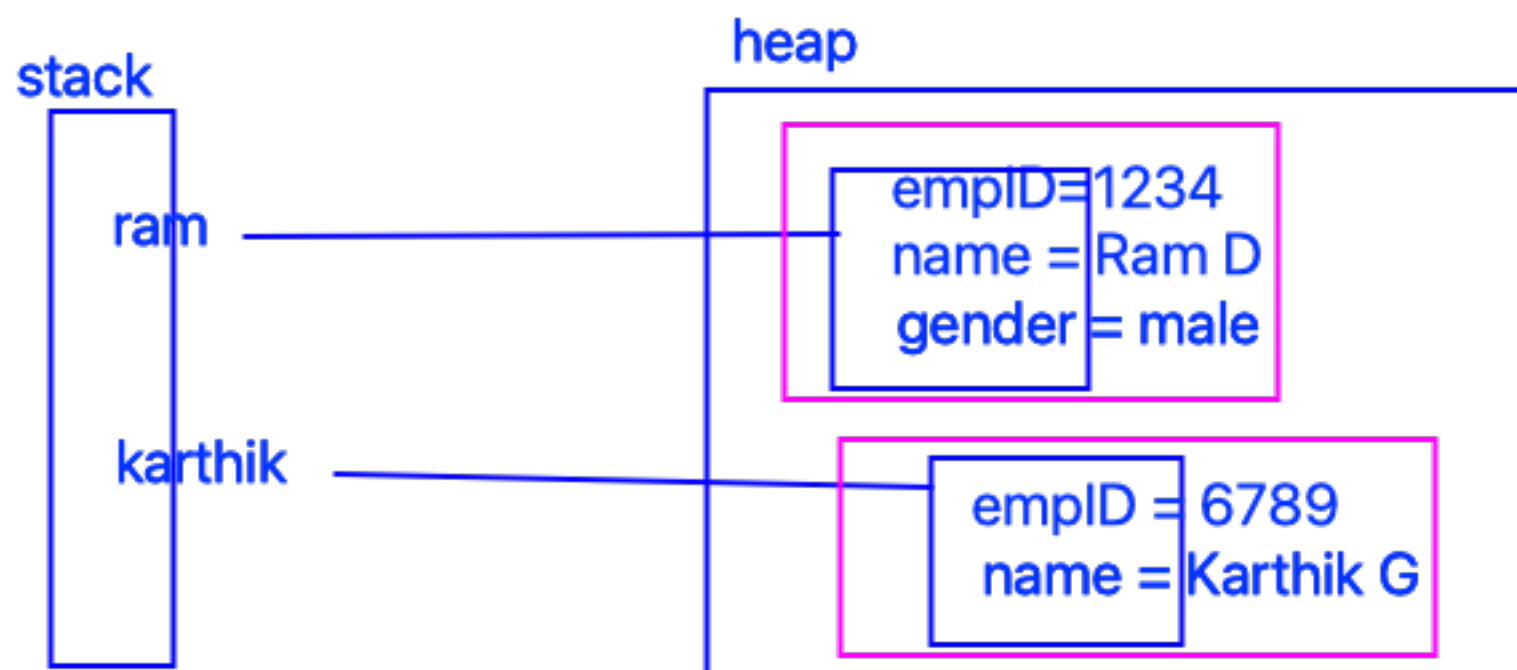 heap
stack
empID=1234
ram
name = Ram D
gender = male
karthik
empID = 6789
name = Karthik G